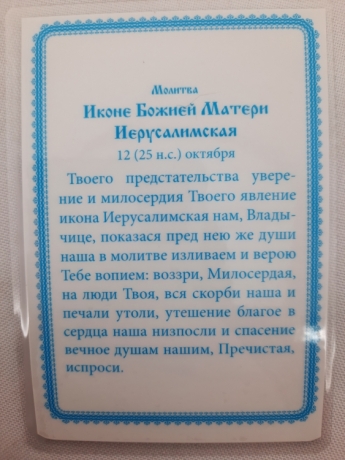 Молитва
Иконе Божией Матери
Иерусалимская
12 (25 н.с.) октября
Твоего предстательства увере-
ние и милосердия Твоего явление
икона Иерусалимская нам, Влады-
чице, показася пред нею же души
наша в молитве изливаем и верою
Тебе вопием: воззри, Милосердая,
на люди Твоя, вся скорби наша и
печали утоли, утешение благое в
сердца наша низпосли и спасение
вечное душам нашим, Пречистая,
испроси.